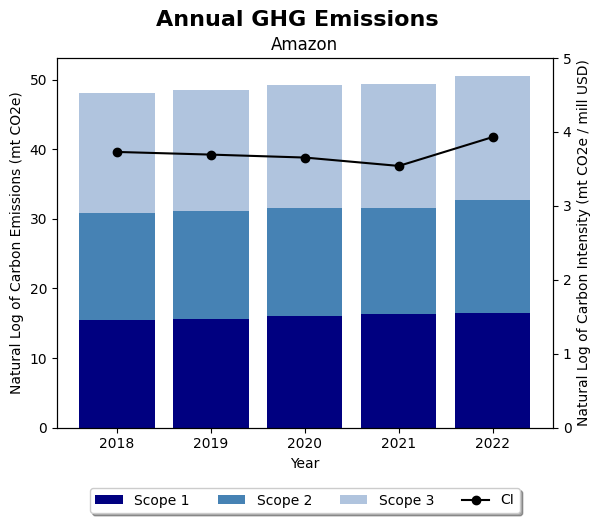 Annual GHG Emissions
Amazon
Natural Log of Carbon Emissions (mt CO2e)
50
40
30
20
10
0
5
4
3
2
1
0
Natural Log of Carbon Intensity (mt CO2e / mill USD)
2018 2019 2020 2021 2022
Year
Scope 1 Scope 2 Scope 3 CI